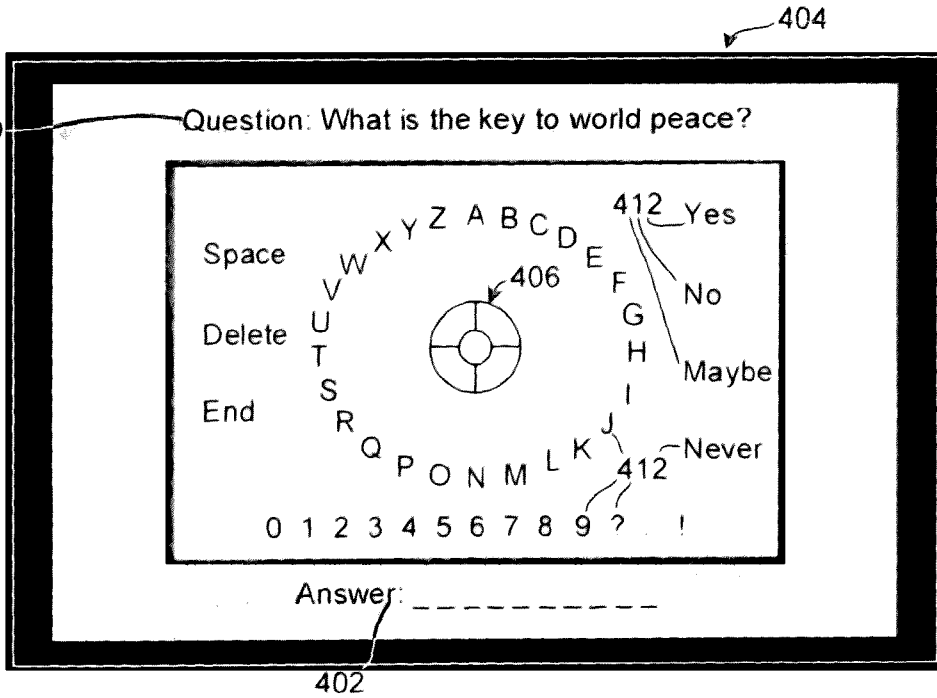 404
Question: What is the key to world peace?
Z A B C D E F G H I J K L M N O P Q R S T U V W X Y
412
Yes
Space
406
No
Delete
Maybe
End
Never
412
0 1 2 3 4 5 6 7 8 9 ? . !
Answer: _ _ _ _ _ _ _ _ _ _
402